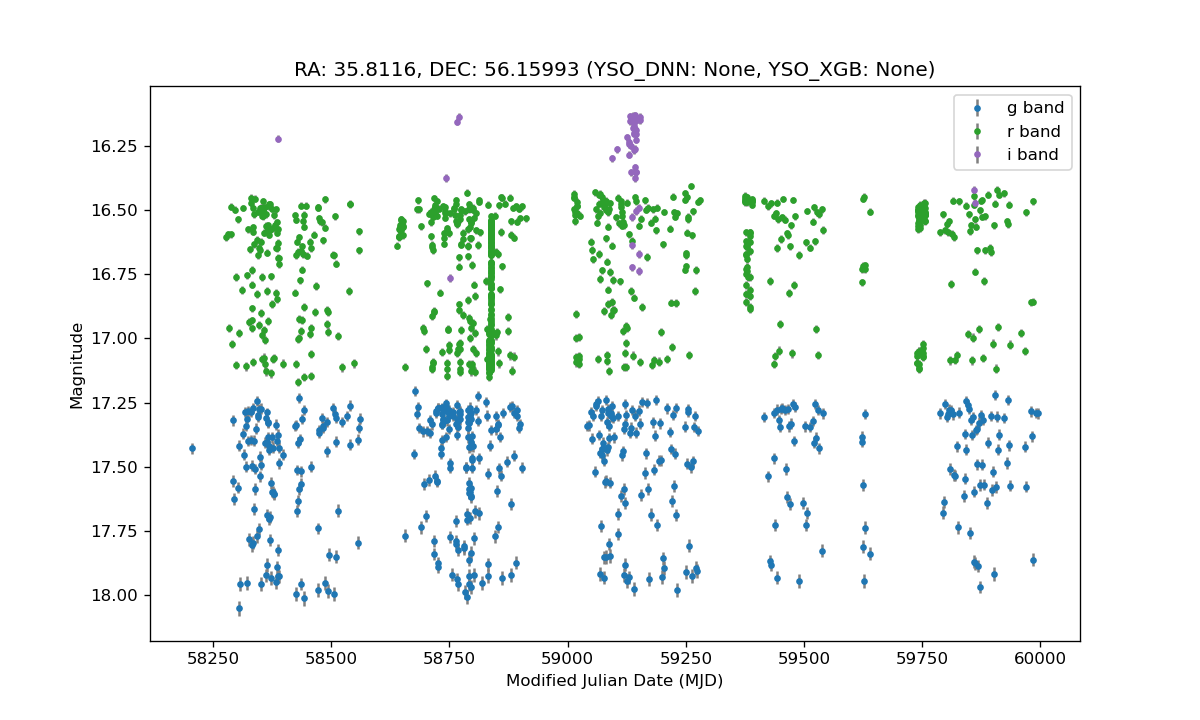 RA: 35.8116, DEC: 56.15993 (YSO_DNN: None, YSO_XGB: None)
g band
r band
i band
16.25
16.50
16.75
17.00
17.25
17.50
17.75
18.00
Magnitude
58250 58500 58750 59000 59250 59500 59750 60000
Modified Julian Date (MJD)